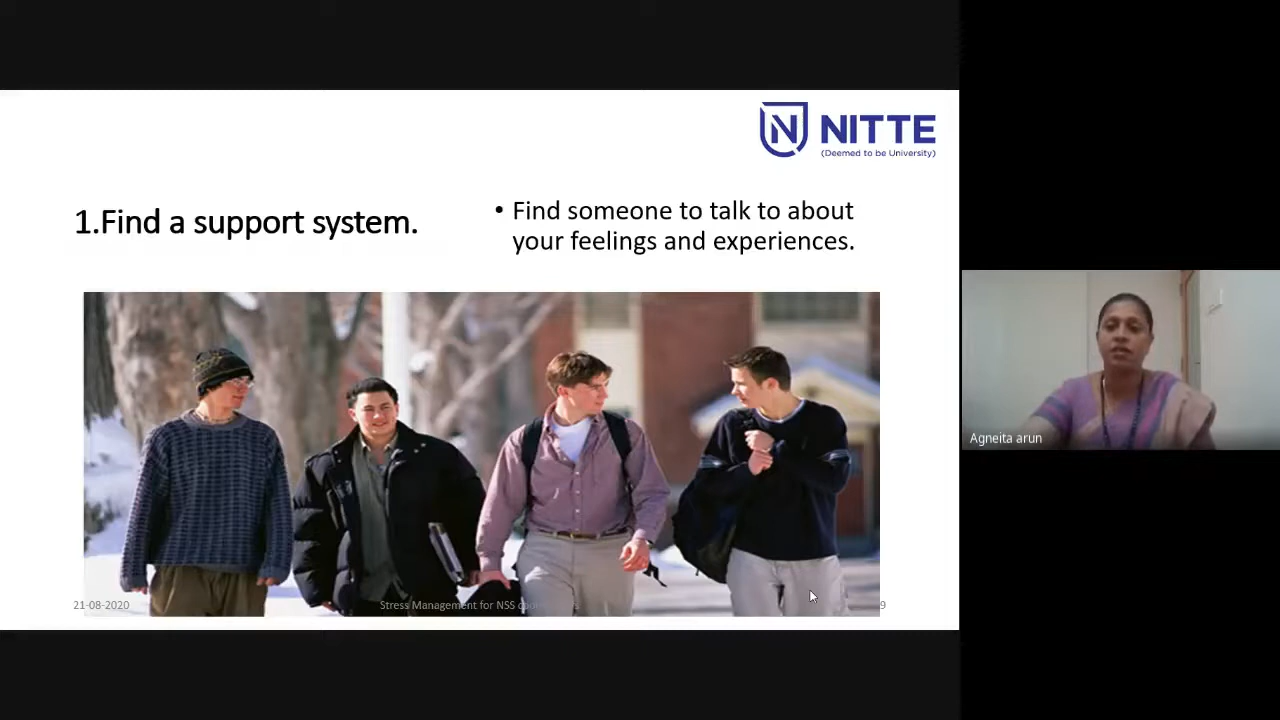 NITTE
(Deemed to be University)
1.Find a support system.
• Find someone to talk to about
your feelings and experiences.
Agneita arun
21-08-2020
Stress Management for NSS
9